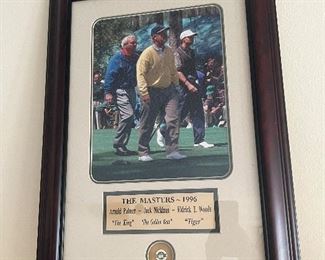 THE MASTERS ~ 1996
Arnold Palmer ~ Jack Nicklaus ~ Eldrick T. Woods
"The King" "The Golden Bear" "Tiger"